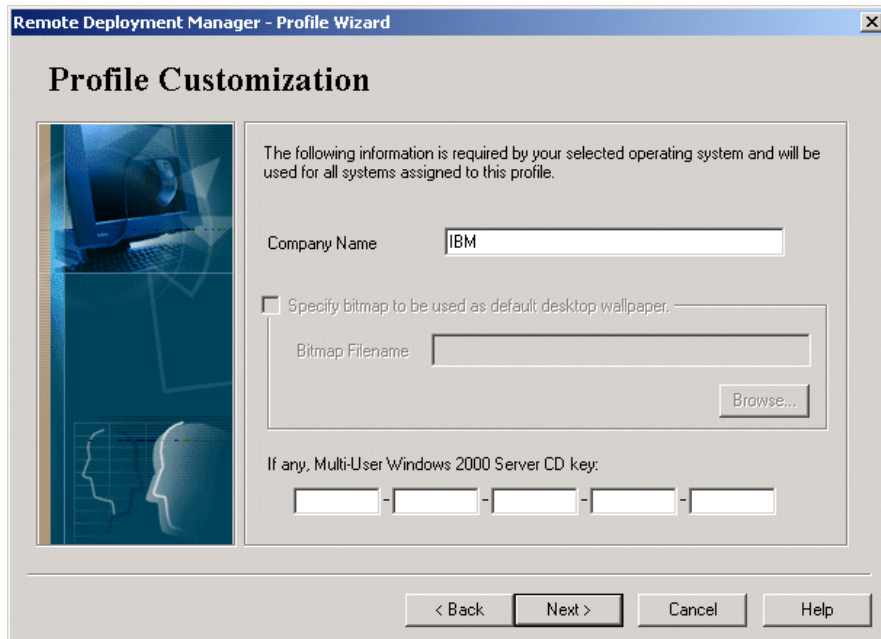 Remote Deployment Manager - Profile Wizard
Profile Customization
The following information is required by your selected operating system and will be
used for all systems assigned to this profile.
Company Name IBM
Specify bitmap to be used as default desktop wallpaper.
Bitmap Filename
Browse...
If any, Multi-User Windows 2000 Server CD key:
- - - -
< Back Next > Cancel Help